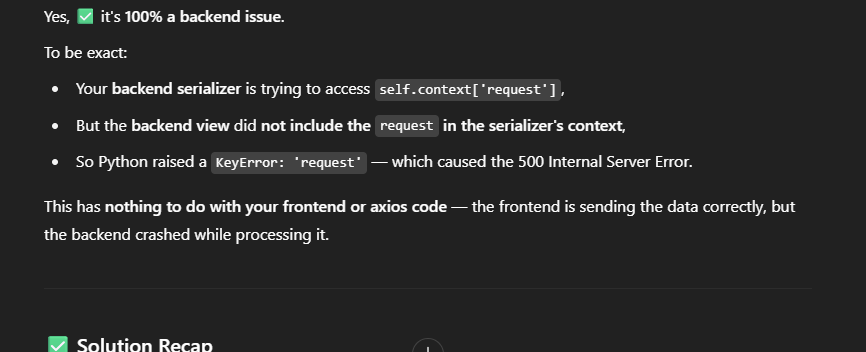 Yes, ✅ it's 100% a backend issue.
To be exact:
• Your backend serializer is trying to access self.context['request'],
• But the backend view did not include the request in the serializer's context,
• So Python raised a KeyError: 'request' — which caused the 500 Internal Server Error.
This has nothing to do with your frontend or axios code — the frontend is sending the data correctly, but
the backend crashed while processing it.
✅ Solution Recap